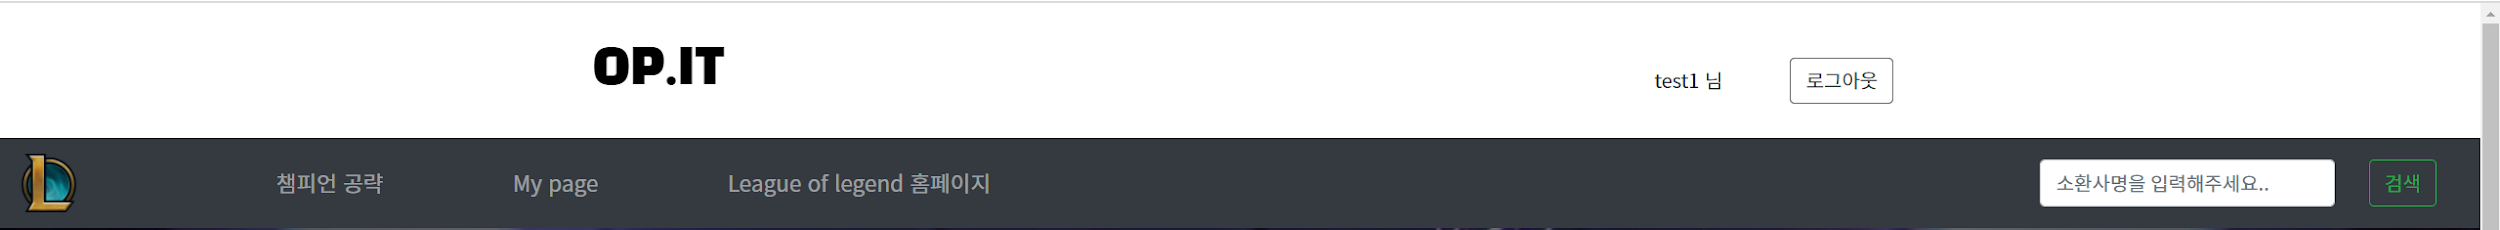 OP.IT
test1 님
로그아웃
챔피언 공략
My page
League of legend 홈페이지
소환사명을 입력해주세요..
검색